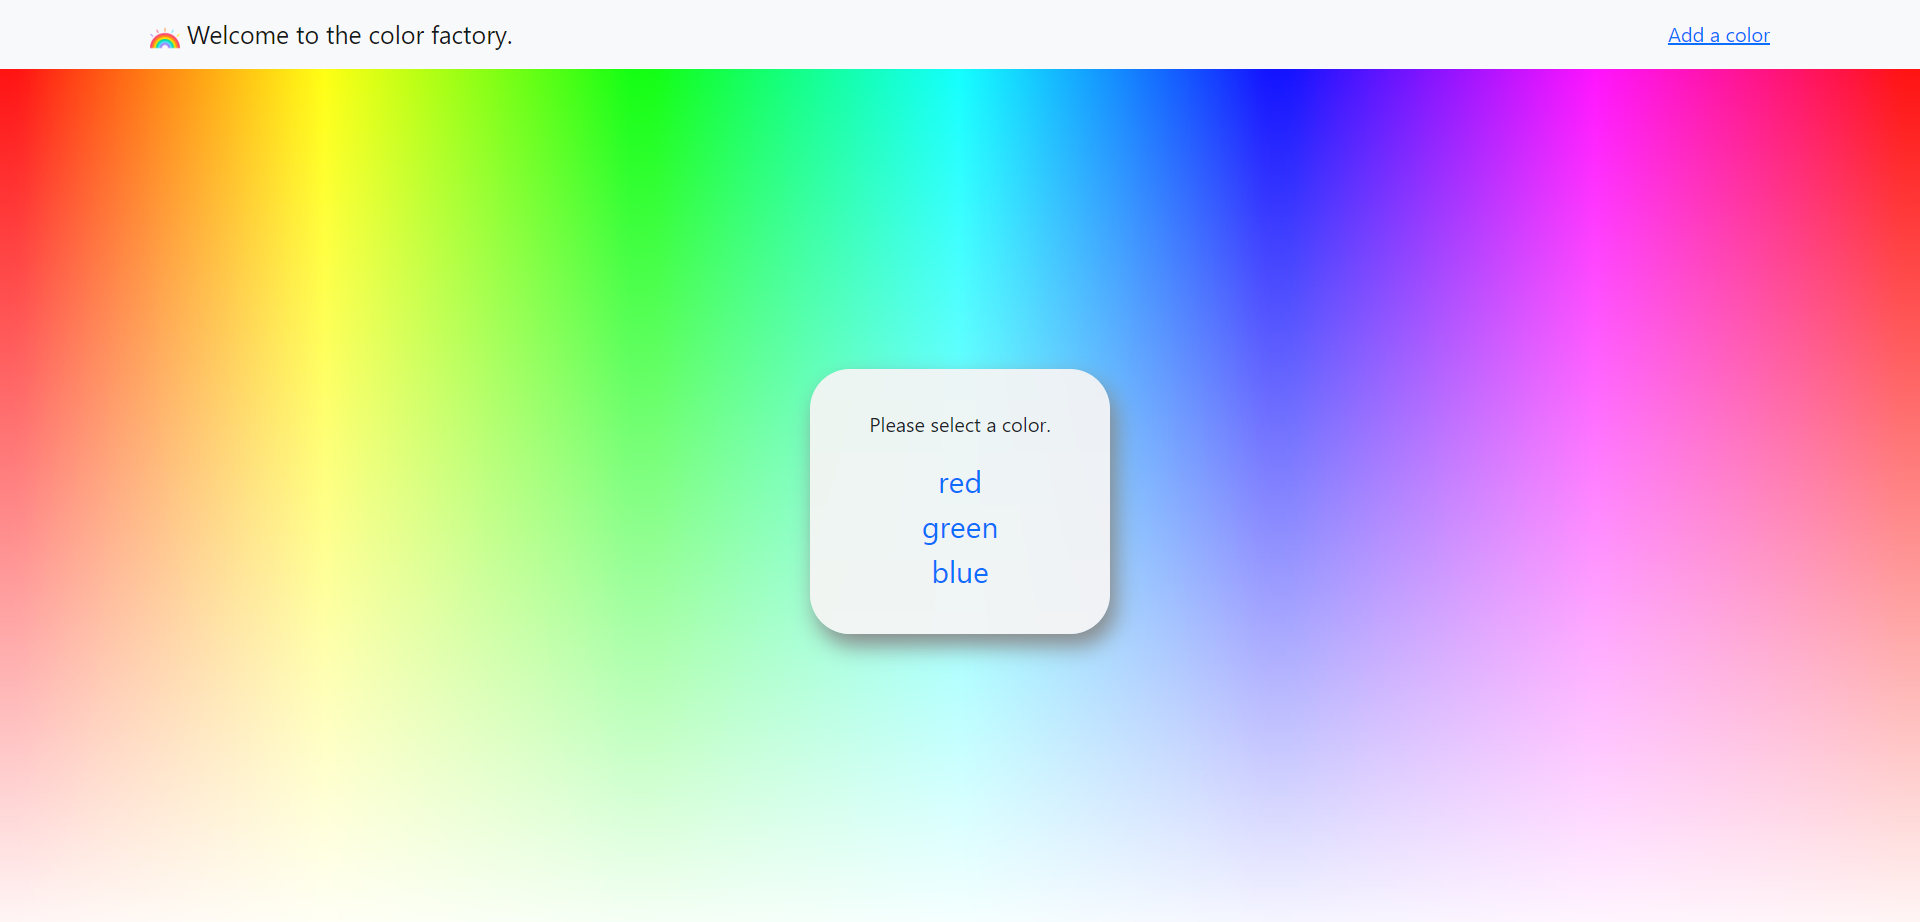 Welcome to the color factory.
Add a color
Please select a color.
red
green
blue